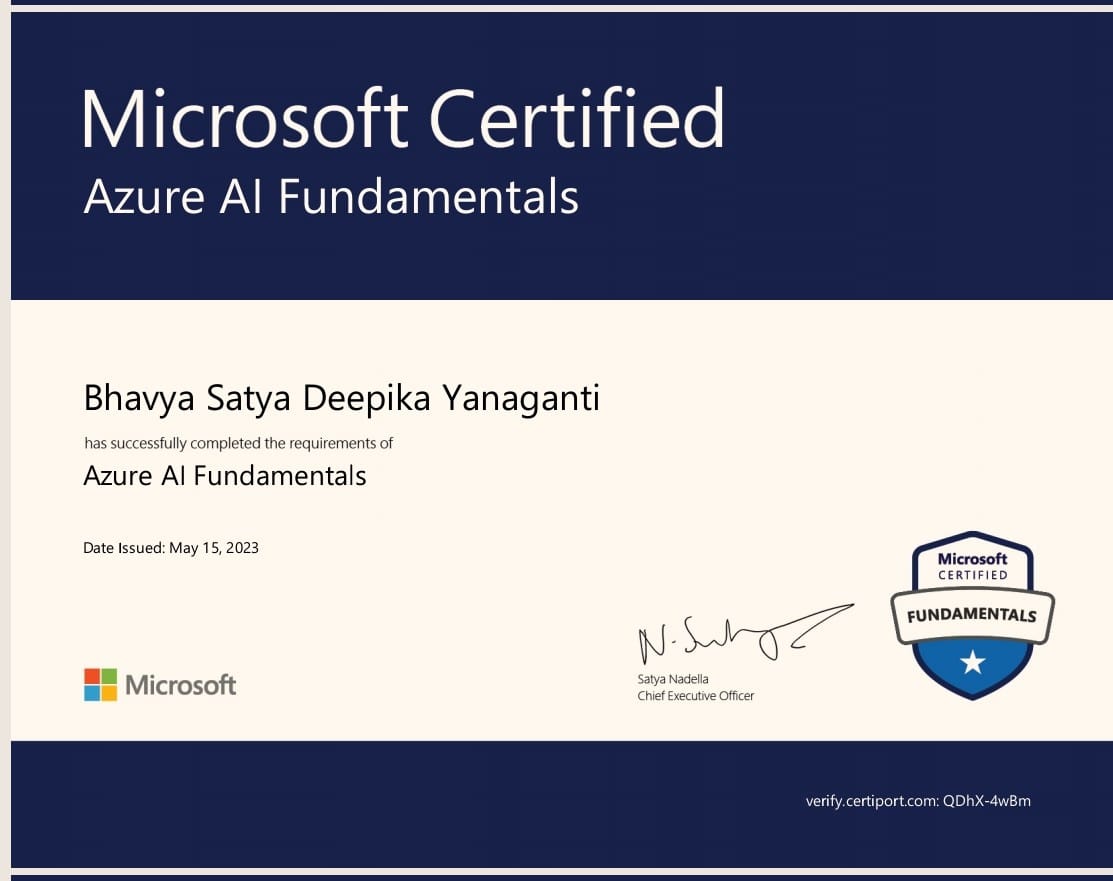 Microsoft Certified
Azure AI Fundamentals
Bhavya Satya Deepika Yanaganti
has successfully completed the requirements of
Azure AI Fundamentals
Date Issued: May 15, 2023
Microsoft
CERTIFIED
FUNDAMENTALS
N. Satya
Satya Nadella
Chief Executive Officer
Microsoft
verify.certiport.com: QDhX-4wBm